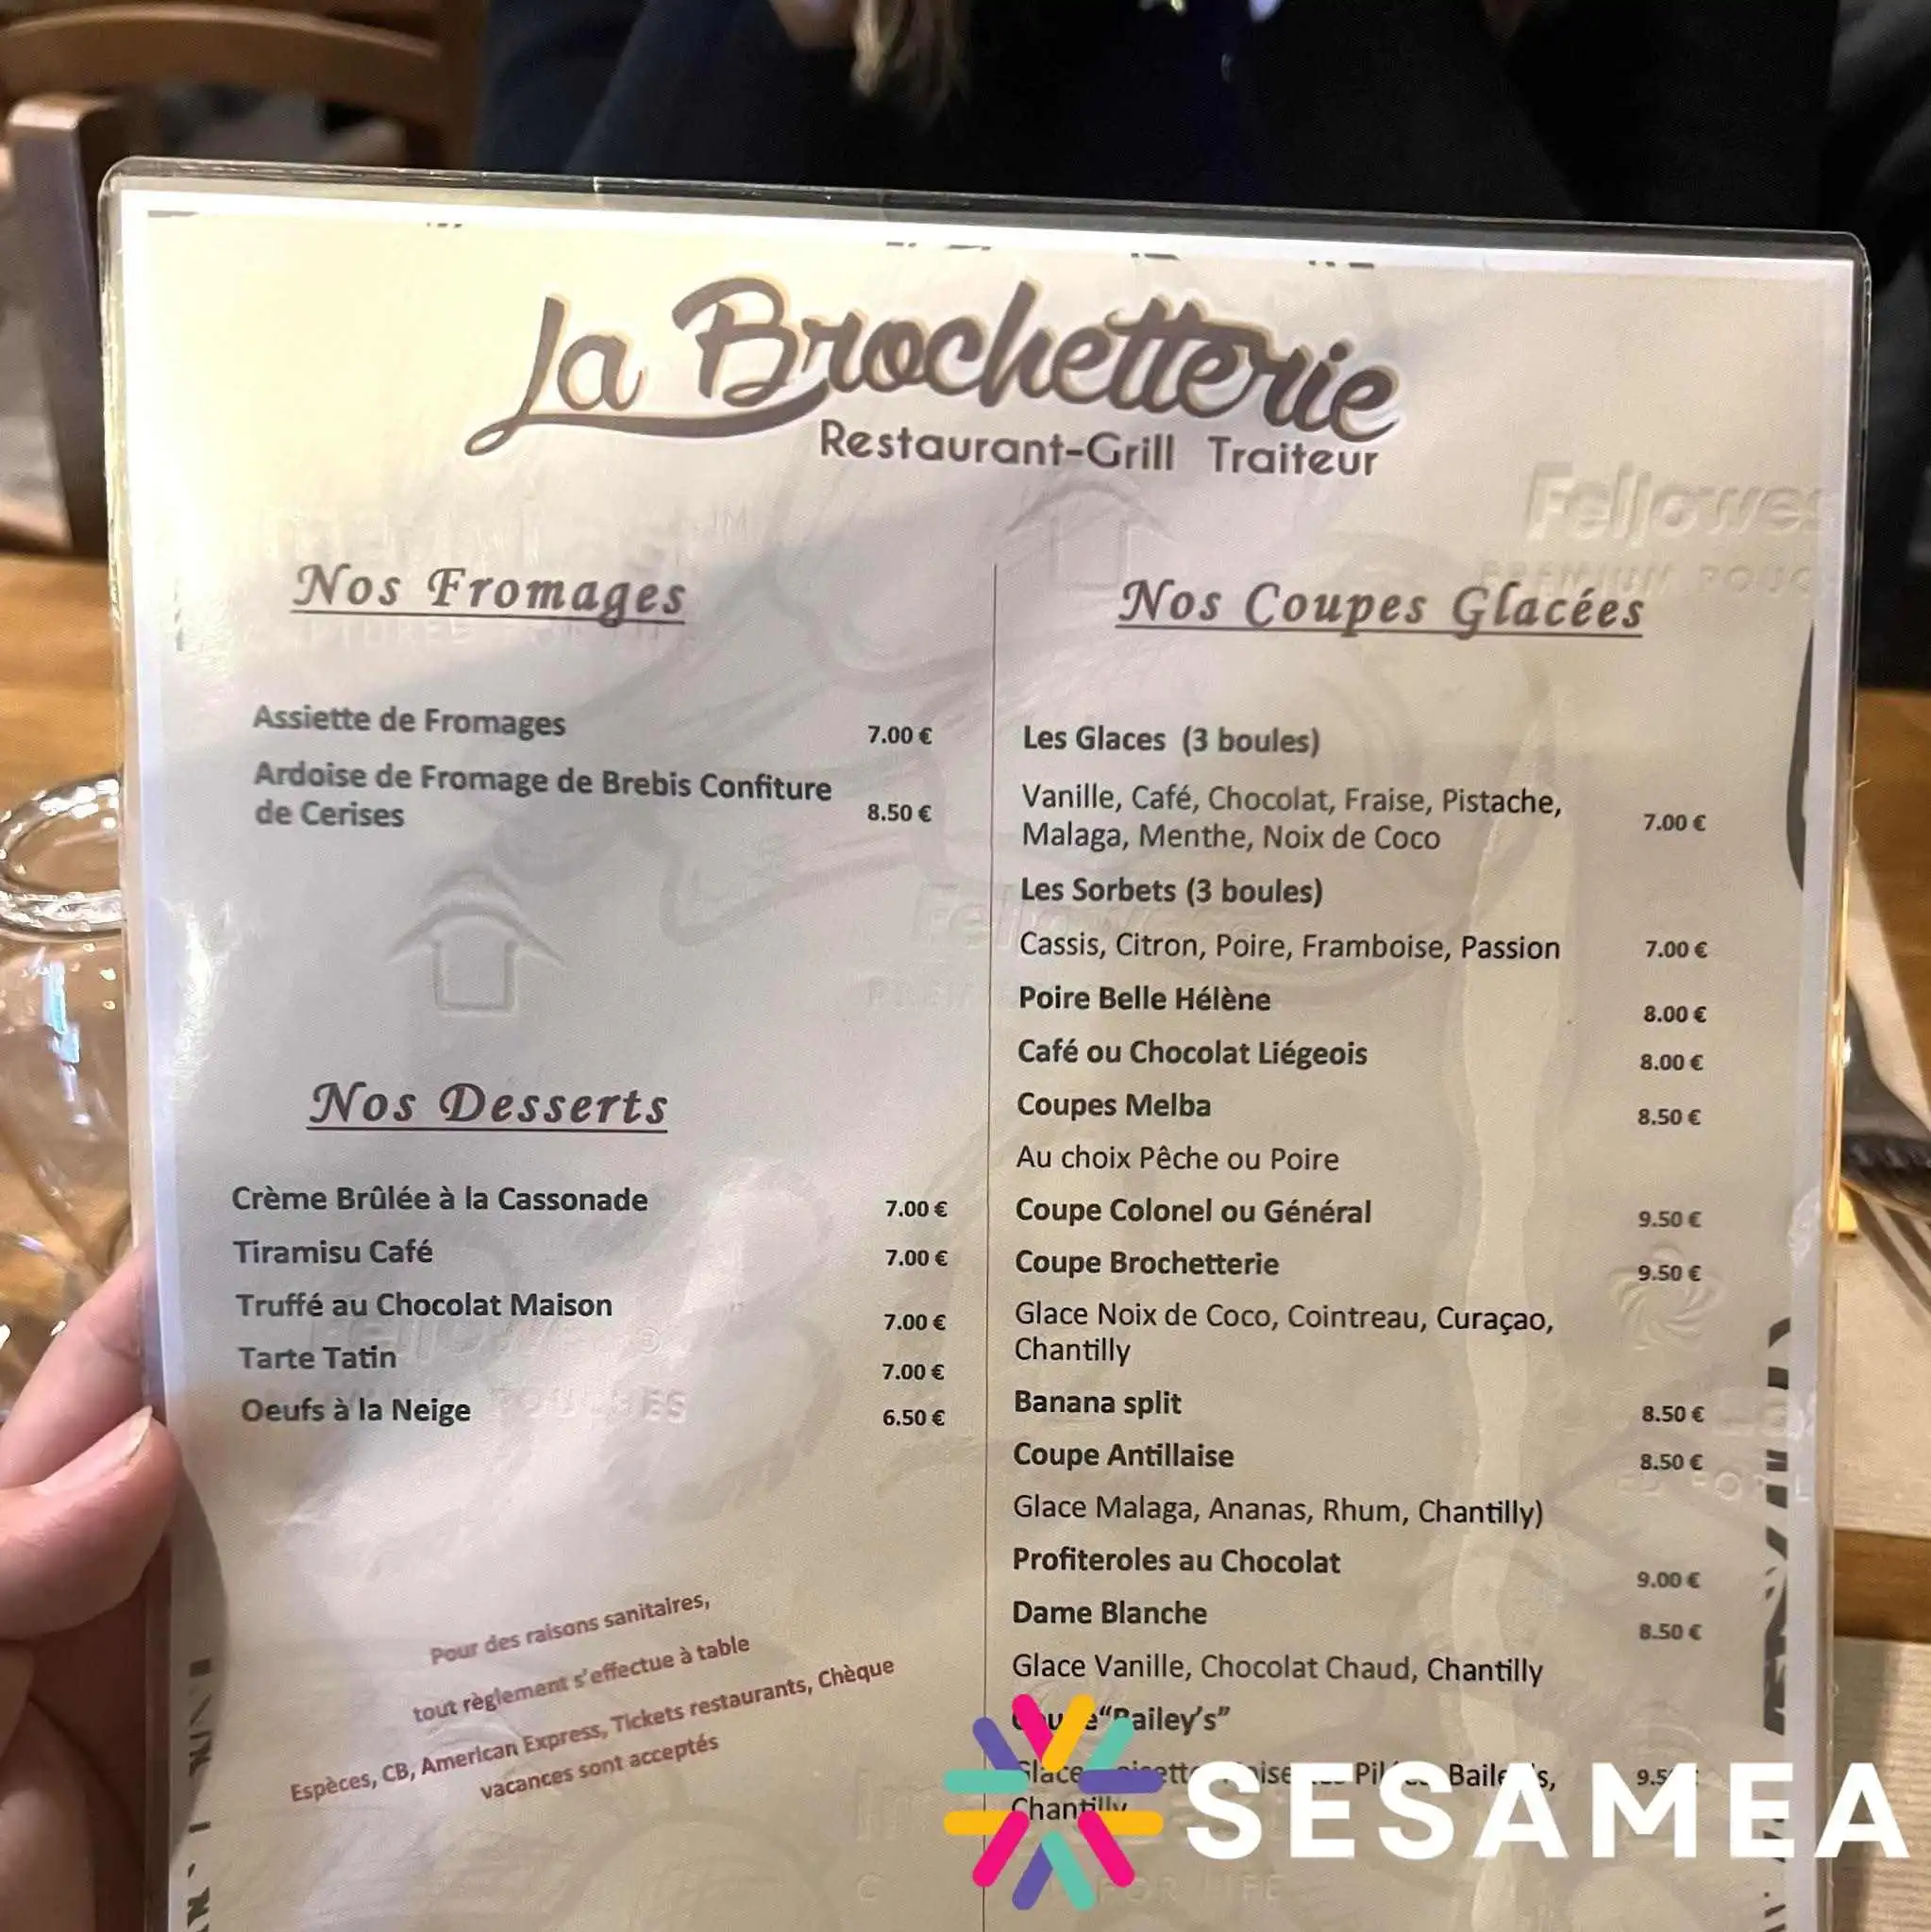 La Brochetterie
Restaurant-Grill Traiteur
Fellowes
PREMIUM POUC
Nos Fromages
Assiette de Fromages 7.00 €
Ardoise de Fromage de Brebis Confiture
de Cerises 8.50 €
Nos Desserts
Crème Brûlée à la Cassonade 7.00 €
Tiramisu Café 7.00 €
Truffé au Chocolat Maison 7.00 €
Tarte Tatin 7.00 €
Oeufs à la Neige 6.50 €
Pour des raisons sanitaires,
tout règlement s'effectue à table
Espèces, CB, American Express, Tickets restaurants, Chèque
vacances sont acceptés
Nos Coupes Glacées
Les Glaces (3 boules)
Vanille, Café, Chocolat, Fraise, Pistache,
Malaga, Menthe, Noix de Coco 7.00 €
Les Sorbets (3 boules)
Cassis, Citron, Poire, Framboise, Passion 7.00 €
Poire Belle Hélène 8.00 €
Café ou Chocolat Liégeois 8.00 €
Coupes Melba 8.50 €
Au choix Pêche ou Poire
Coupe Colonel ou Général 9.50 €
Coupe Brochetterie 9.50 €
Glace Noix de Coco, Cointreau, Curaçao,
Chantilly
Banana split 8.50 €
Coupe Antillaise 8.50 €
Glace Malaga, Ananas, Rhum, Chantilly)
Profiteroles au Chocolat 9.00 €
Dame Blanche 8.50 €
Glace Vanille, Chocolat Chaud, Chantilly
Coupe "Bailey's"
Glace Bailey's,
Chantilly
SESAMEA